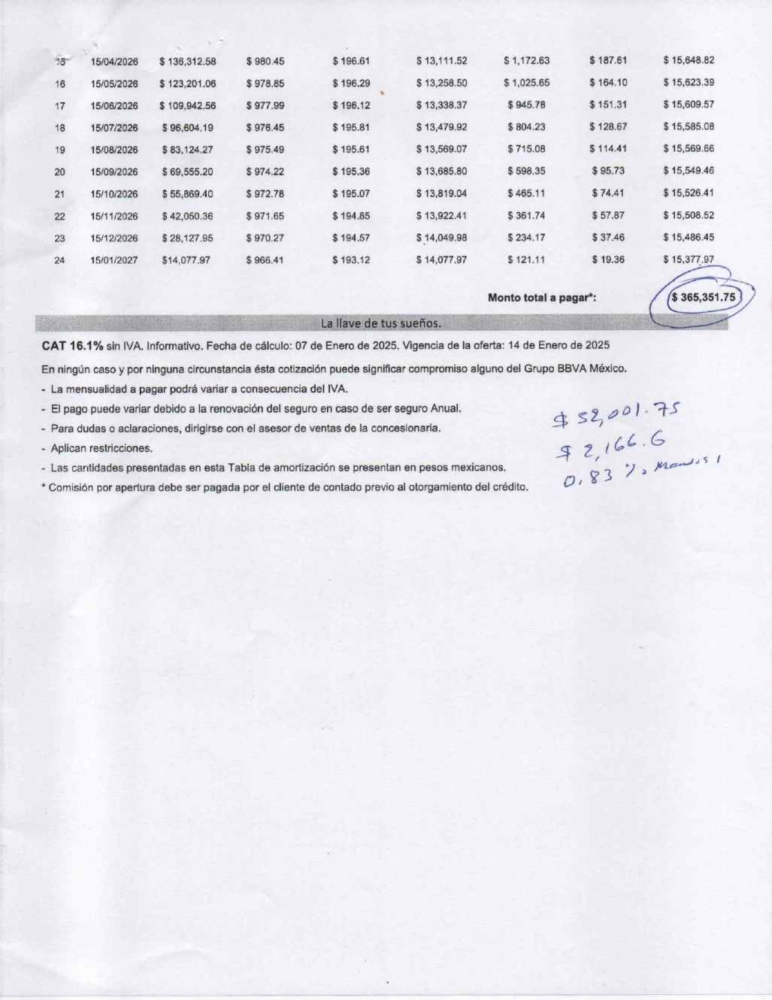 15 15/04/2026 $ 136,312.58 $ 980.45 $ 196.61 $ 13,111.52 $ 1,172.63 $ 187.61 $ 15,648.82
16 15/05/2026 $ 123,201.06 $ 978.85 $ 196.29 $ 13,258.50 $ 1,025.65 $ 164.10 $ 15,623.39
17 15/06/2026 $ 109,942.56 $ 977.99 $ 196.12 $ 13,338.37 $ 945.78 $ 151.31 $ 15,609.57
18 15/07/2026 $ 96,604.19 $ 976.45 $ 195.81 $ 13,479.92 $ 804.23 $ 128.67 $ 15,585.08
19 15/08/2026 $ 83,124.27 $ 975.49 $ 195.61 $ 13,569.07 $ 715.08 $ 114.41 $ 15,569.66
20 15/09/2026 $ 69,555.20 $ 974.22 $ 195.36 $ 13,685.80 $ 598.35 $ 95.73 $ 15,549.46
21 15/10/2026 $ 55,869.40 $ 972.78 $ 195.07 $ 13,819.04 $ 465.11 $ 74.41 $ 15,526.41
22 15/11/2026 $ 42,050.36 $ 971.65 $ 194.85 $ 13,922.41 $ 361.74 $ 57.87 $ 15,508.52
23 15/12/2026 $ 28,127.95 $ 970.27 $ 194.57 $ 14,049.98 $ 234.17 $ 37.46 $ 15,486.45
24 15/01/2027 $14,077.97 $ 966.41 $ 193.12 $ 14,077.97 $ 121.11 $ 19.36 $ 15,377.97
Monto total a pagar*: $ 365,351.75
La llave de tus sueños.
CAT 16.1% sin IVA. Informativo. Fecha de cálculo: 07 de Enero de 2025. Vigencia de la oferta: 14 de Enero de 2025
En ningún caso y por ninguna circunstancia ésta cotización puede significar compromiso alguno del Grupo BBVA México.
- La mensualidad a pagar podrá variar a consecuencia del IVA.
- El pago puede variar debido a la renovación del seguro en caso de ser seguro Anual.
- Para dudas o aclaraciones, dirigirse con el asesor de ventas de la concesionaria.
- Aplican restricciones.
- Las cantidades presentadas en esta Tabla de amortización se presentan en pesos mexicanos.
* Comisión por apertura debe ser pagada por el cliente de contado previo al otorgamiento del crédito.
$ 52,001.75
$ 2,166.6
0.83 %